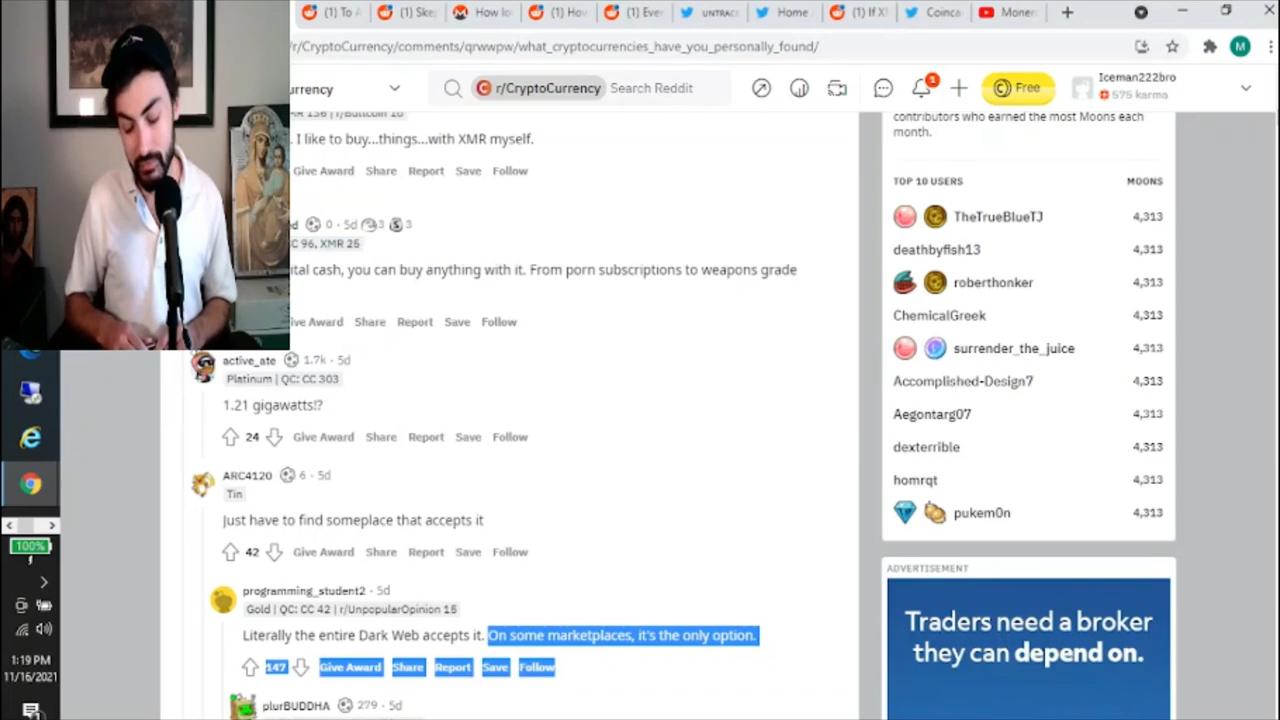 (1) To A
(1) Ske
How lo
(1) Hov
(1) Ever
UNTRACE
Home
(1) If X
Coinca
Moner
/r/CryptoCurrency/comments/qrwwpw/what_cryptocurrencies_have_you_personally_found/
M
urrency
r/CryptoCurrency Search Reddit
1
Free
Iceman222bro
575 karma
XMR 136 | r/Buttcoin 10
. I like to buy...things...with XMR myself.
Give Award Share Report Save Follow
ed 0 · 5d 3 3
C 96, XMR 25
ital cash, you can buy anything with it. From porn subscriptions to weapons grade
ive Award Share Report Save Follow
active_ate 1.7k · 5d
Platinum | QC: CC 303
1.21 gigawatts!?
24 Give Award Share Report Save Follow
ARC4120 6 · 5d
Tin
Just have to find someplace that accepts it
42 Give Award Share Report Save Follow
programming_student2 · 5d
Gold | QC: CC 42 | r/UnpopularOpinion 15
Literally the entire Dark Web accepts it. On some marketplaces, it's the only option.
147 Give Award Share Report Save Follow
plurBUDDHA 279 · 5d
contributors who earned the most Moons each
month.
TOP 10 USERS MOONS
TheTrueBlueTJ 4,313
deathbyfish13 4,313
roberthonker 4,313
ChemicalGreek 4,313
surrender_the_juice 4,313
Accomplished-Design7 4,313
Aegontarg07 4,313
dexterrible 4,313
homrqt 4,313
pukem0n 4,313
ADVERTISEMENT
Traders need a broker
they can depend on.
100%
1:19 PM
11/16/2021